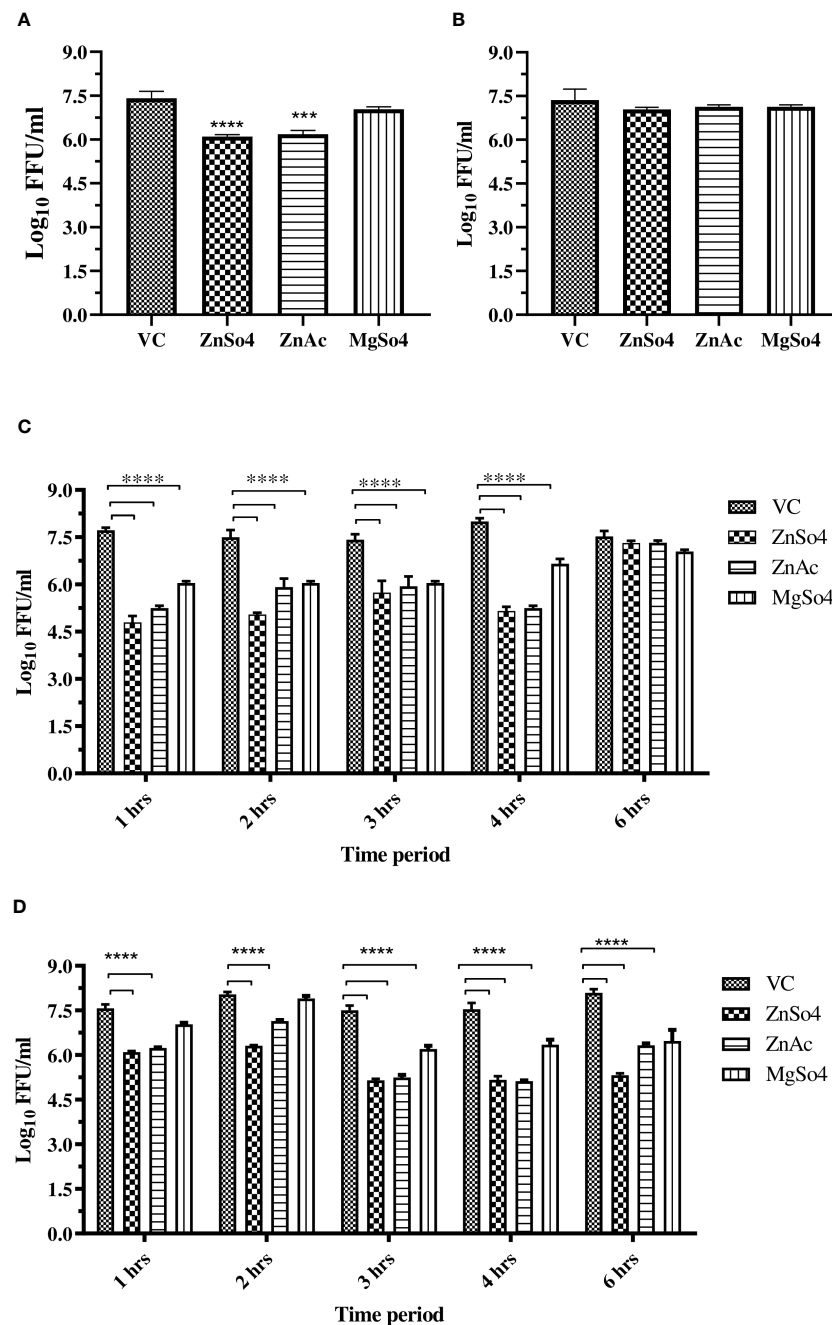 A
Log10 FFU/ml
9.0
7.5
6.0
4.5
3.0
1.5
0.0
****
***
VC ZnSo4 ZnAc MgSo4
B
Log10 FFU/ml
9.0
7.5
6.0
4.5
3.0
1.5
0.0
VC ZnSo4 ZnAc MgSo4
C
Log10 FFU/ml
9.0
7.5
6.0
4.5
3.0
1.5
0.0
**** **** **** ****
VC
ZnSo4
ZnAc
MgSo4
1 hrs 2 hrs 3 hrs 4 hrs 6 hrs
Time period
D
Log10 FFU/ml
9.0
7.5
6.0
4.5
3.0
1.5
0.0
**** **** **** **** ****
VC
ZnSo4
ZnAc
MgSo4
1 hrs 2 hrs 3 hrs 4 hrs 6 hrs
Time period